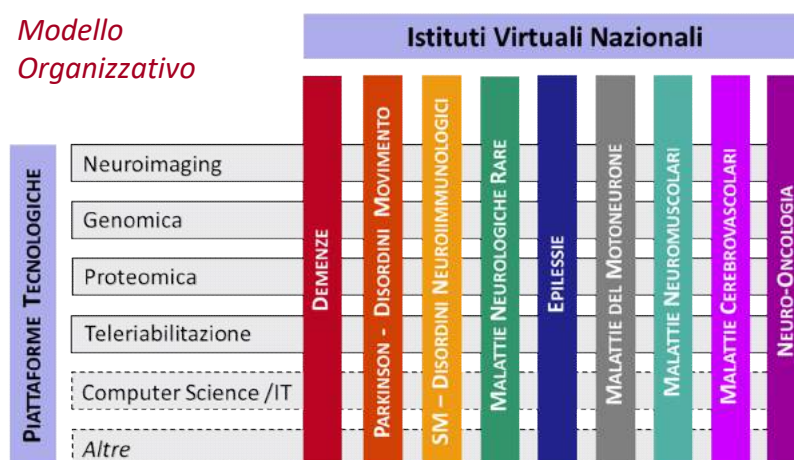 Modello
Organizzativo
Istituti Virtuali Nazionali
PIATTAFORME TECNOLOGICHE
Neuroimaging
Genomica
Proteomica
Teleriabilitazione
Computer Science /IT
Altre
DEMENZE
PARKINSON - DISORDINI MOVIMENTO
SM – DISORDINI NEUROIMMUNOLOGICI
MALATTIE NEUROLOGICHE RARE
EPILESSIE
MALATTIE DEL MOTONEURONE
MALATTIE NEUROMUSCOLARI
MALATTIE CEREBROVASCOLARI
NEURO-ONCOLOGIA